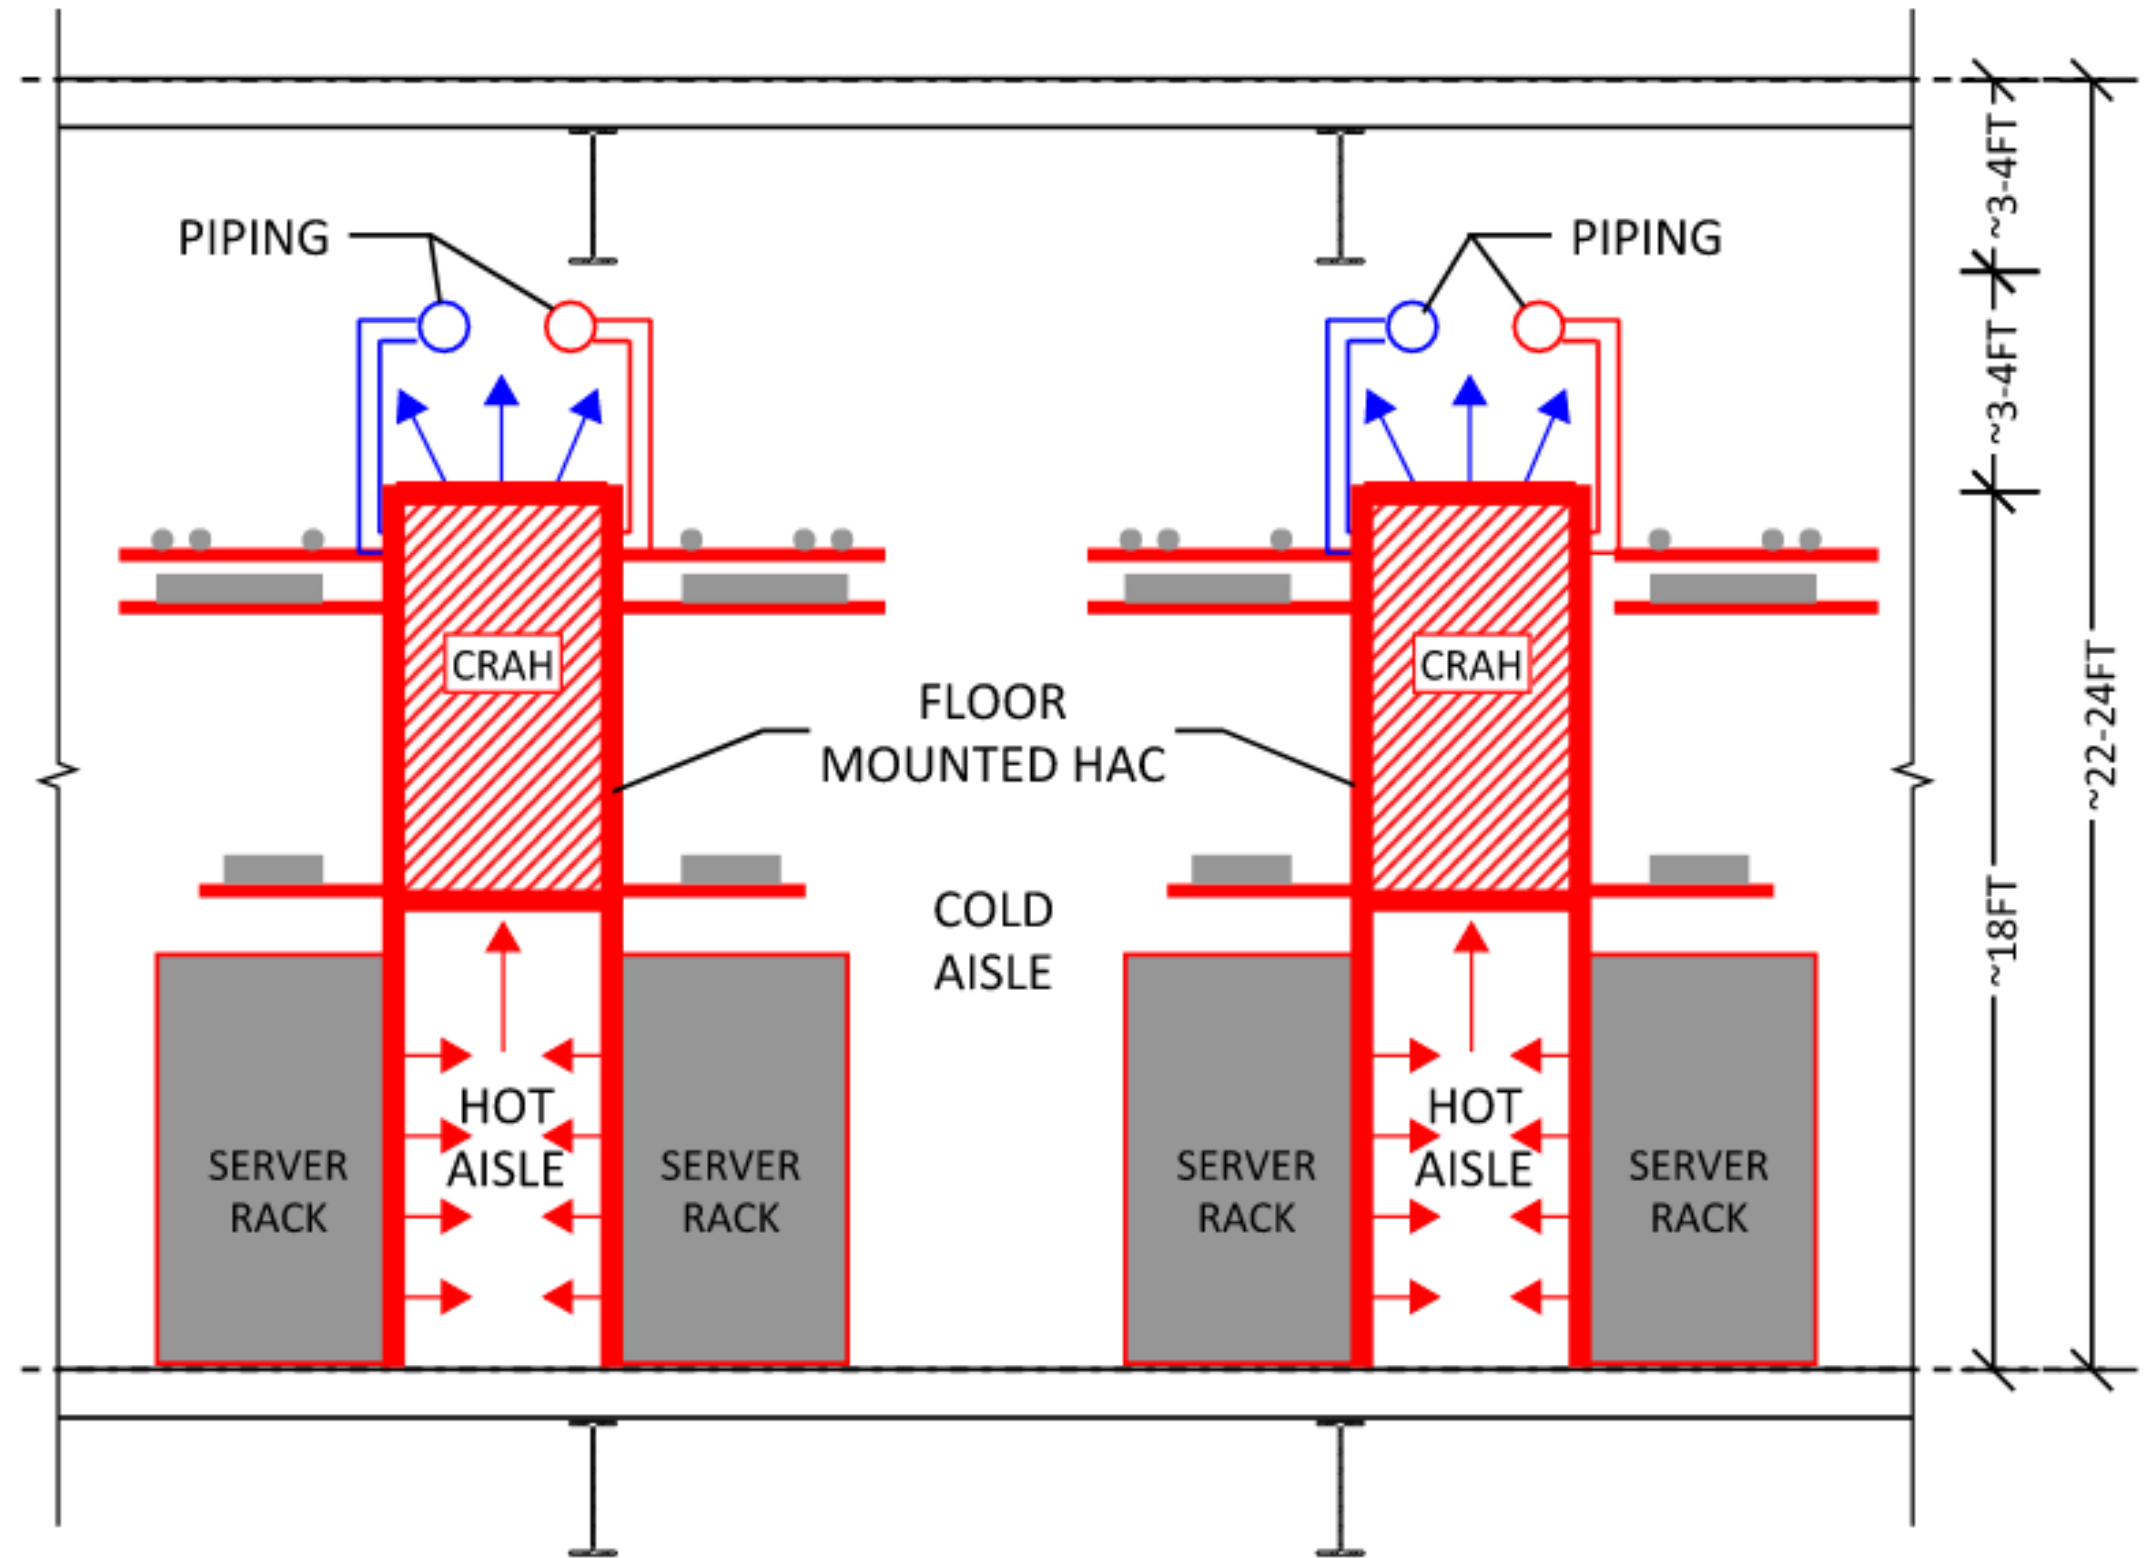 PIPING
PIPING
~3-4FT
~3-4FT
CRAH
CRAH
FLOOR
MOUNTED HAC
~22-24FT
COLD
AISLE
~18FT
HOT
AISLE
HOT
AISLE
SERVER
RACK
SERVER
RACK
SERVER
RACK
SERVER
RACK